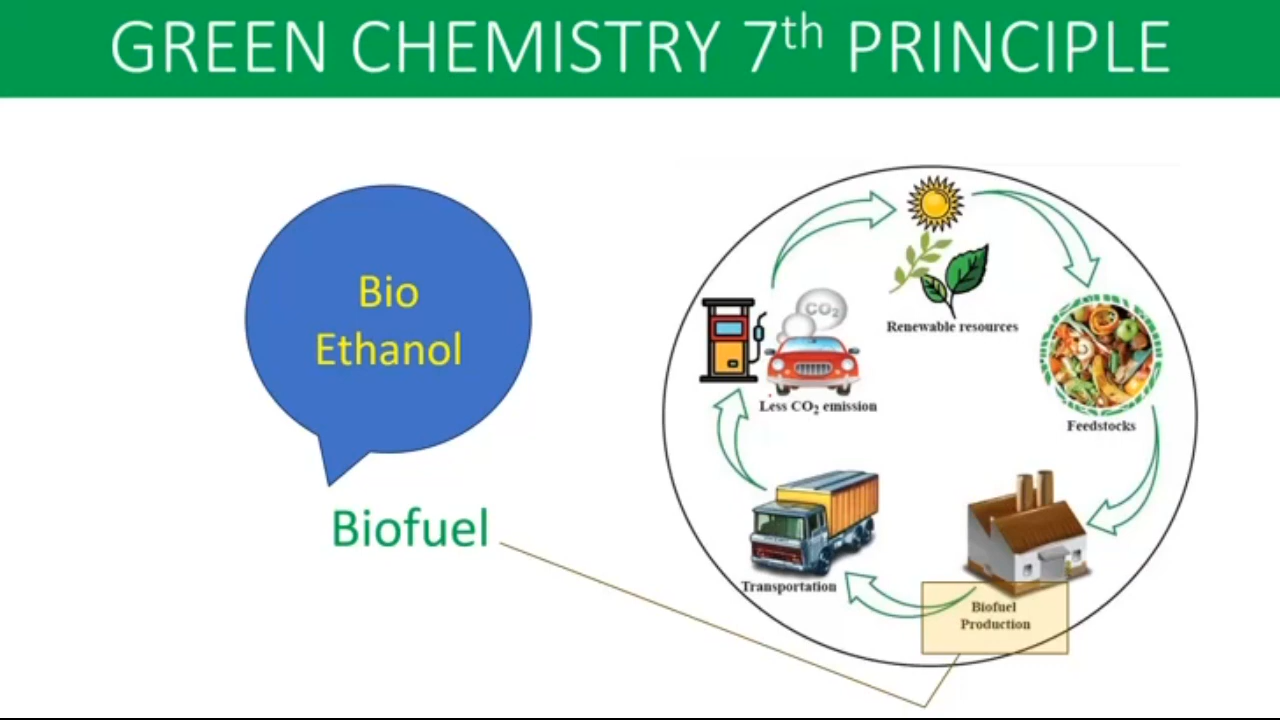 GREEN CHEMISTRY 7th PRINCIPLE
Bio
Ethanol
Biofuel
CO2
Renewable resources
Less CO2 emission
Feedstocks
Transportation
Biofuel
Production